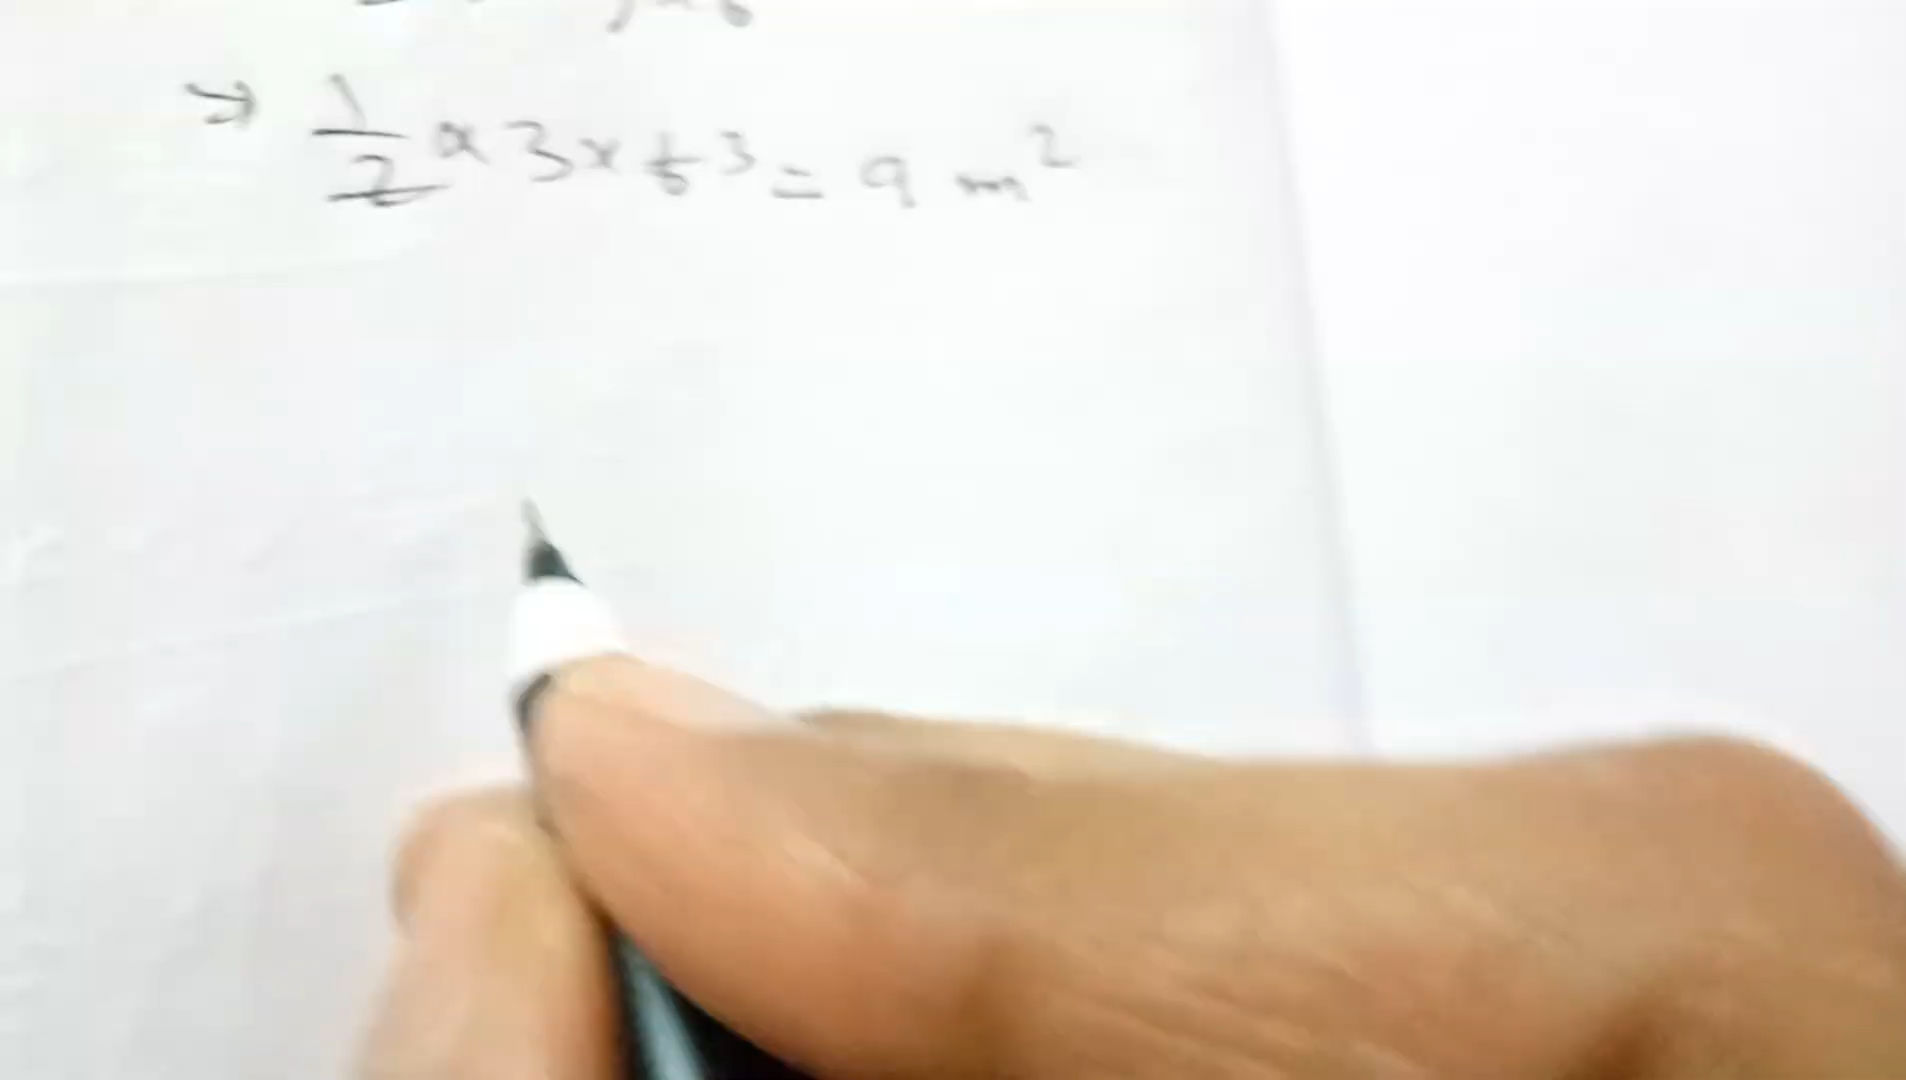 → 1/2 x 3 x 6 3 = 9 m²